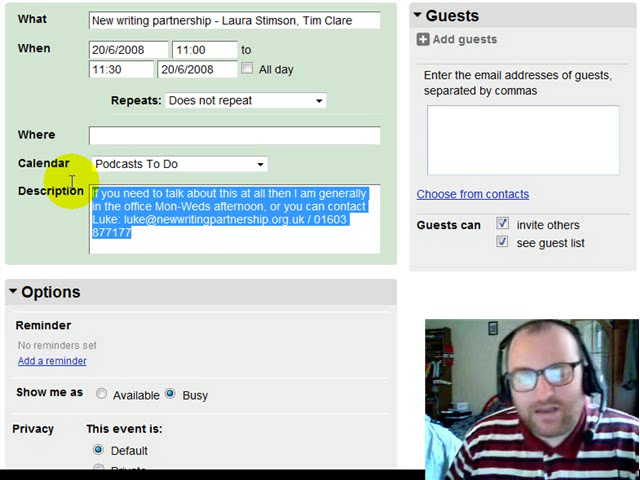 What
New writing partnership - Laura Stimson, Tim Clare
When
20/6/2008 11:00 to
11:30 20/6/2008 All day
Repeats: Does not repeat
Where
Calendar Podcasts To Do
Description
If you need to talk about this at all then I am generally
in the office Mon-Weds afternoon, or you can contact
Luke: luke@newwritingpartnership.org.uk / 01603
877177
Options
Reminder
No reminders set
Add a reminder
Show me as Available Busy
Privacy This event is:
Default
Private
Guests
Add guests
Enter the email addresses of guests,
separated by commas
Choose from contacts
Guests can invite others
see guest list